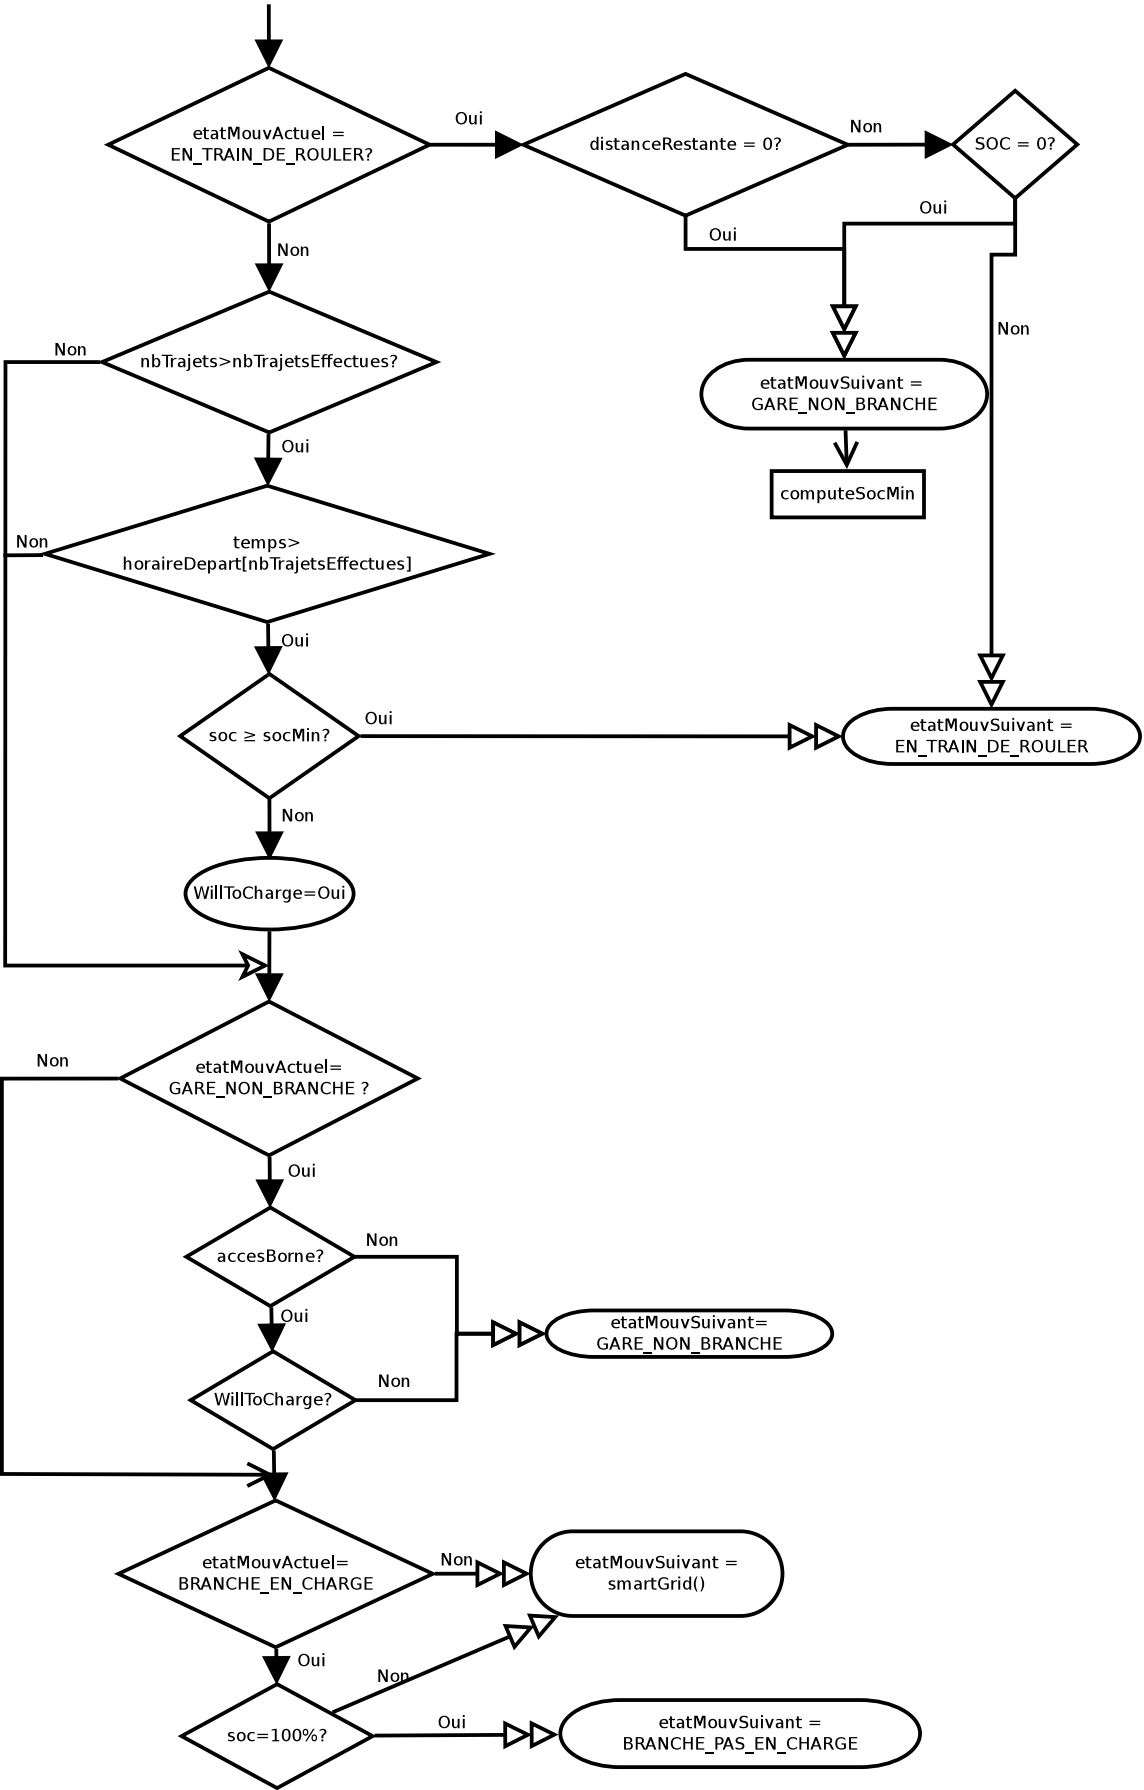 etatMouvActuel =
EN_TRAIN_DE_ROULER?
Oui
distanceRestante = 0?
Non
SOC = 0?
Oui
Oui
Non
Non
nbTrajets>nbTrajetsEffectues?
Non
etatMouvSuivant =
GARE_NON_BRANCHE
computeSocMin
Oui
temps>
horaireDepart[nbTrajetsEffectues]
Non
Oui
soc ≥ socMin?
Oui
etatMouvSuivant =
EN_TRAIN_DE_ROULER
Non
WillToCharge=Oui
etatMouvActuel=
GARE_NON_BRANCHE ?
Non
Oui
accesBorne?
Non
Oui
etatMouvSuivant=
GARE_NON_BRANCHE
WillToCharge?
Non
etatMouvActuel=
BRANCHE_EN_CHARGE
Non
etatMouvSuivant =
smartGrid()
Oui
Non
soc=100%?
Oui
etatMouvSuivant =
BRANCHE_PAS_EN_CHARGE